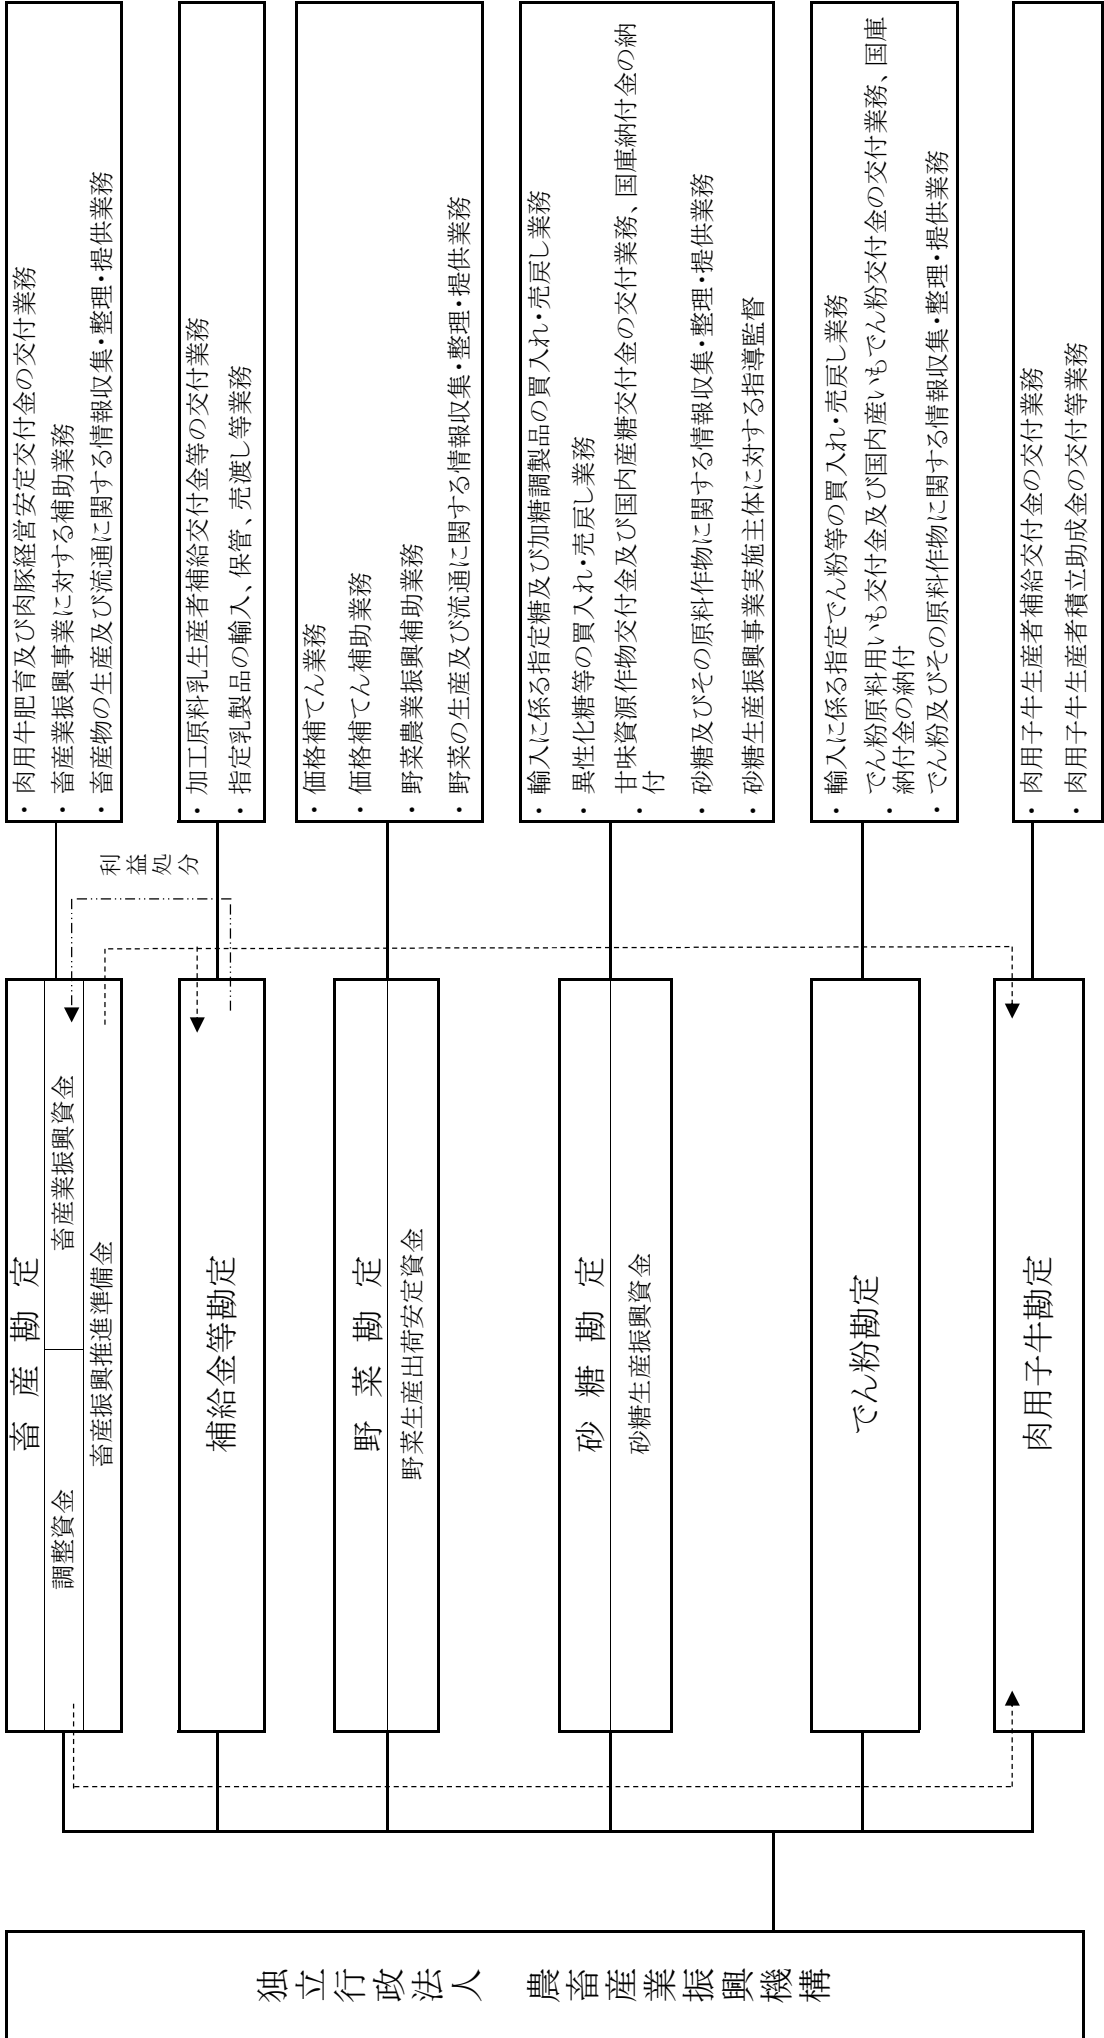 独立行政法人　農畜産業振興機構
畜産勘定
調整資金
畜産業振興資金
畜産振興推進準備金
利益処分
・肉用牛肥育及び肉豚経営安定交付金の交付業務
・畜産業振興事業に対する補助業務
・畜産物の生産及び流通に関する情報収集・整理・提供業務
補給金等勘定
・加工原料乳生産者補給交付金等の交付業務
・指定乳製品の輸入、保管、売渡し等業務
野菜勘定
野菜生産出荷安定資金
・価格補てん業務
・価格補てん補助業務
・野菜農業振興補助業務
・野菜の生産及び流通に関する情報収集・整理・提供業務
砂糖勘定
砂糖生産振興資金
・輸入に係る指定糖及び加糖調製品の買入れ・売戻し業務
・異性化糖等の買入れ・売戻し業務
・甘味資源作物交付金及び国内産糖交付金の交付業務、国庫納付金の納
付
・砂糖及びその原料作物に関する情報収集・整理・提供業務
・砂糖生産振興事業実施主体に対する指導監督
でん粉勘定
・輸入に係る指定でん粉等の買入れ・売戻し業務
・でん粉原料用いも交付金及び国内産いもでん粉交付金の交付業務、国庫
納付金の納付
・でん粉及びその原料作物に関する情報収集・整理・提供業務
肉用子牛勘定
・肉用子牛生産者補給交付金の交付業務
・肉用子牛生産者積立助成金の交付等業務